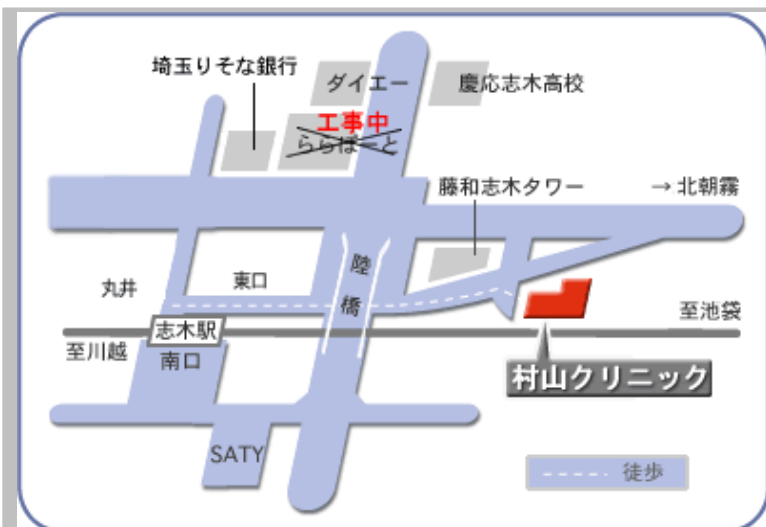 埼玉りそな銀行
ダイエー
慶応志木高校
工事中
ららぽーと
藤和志木タワー
→北朝霧
陸橋
丸井
東口
志木駅
至池袋
至川越
南口
村山クリニック
SATY
徒歩